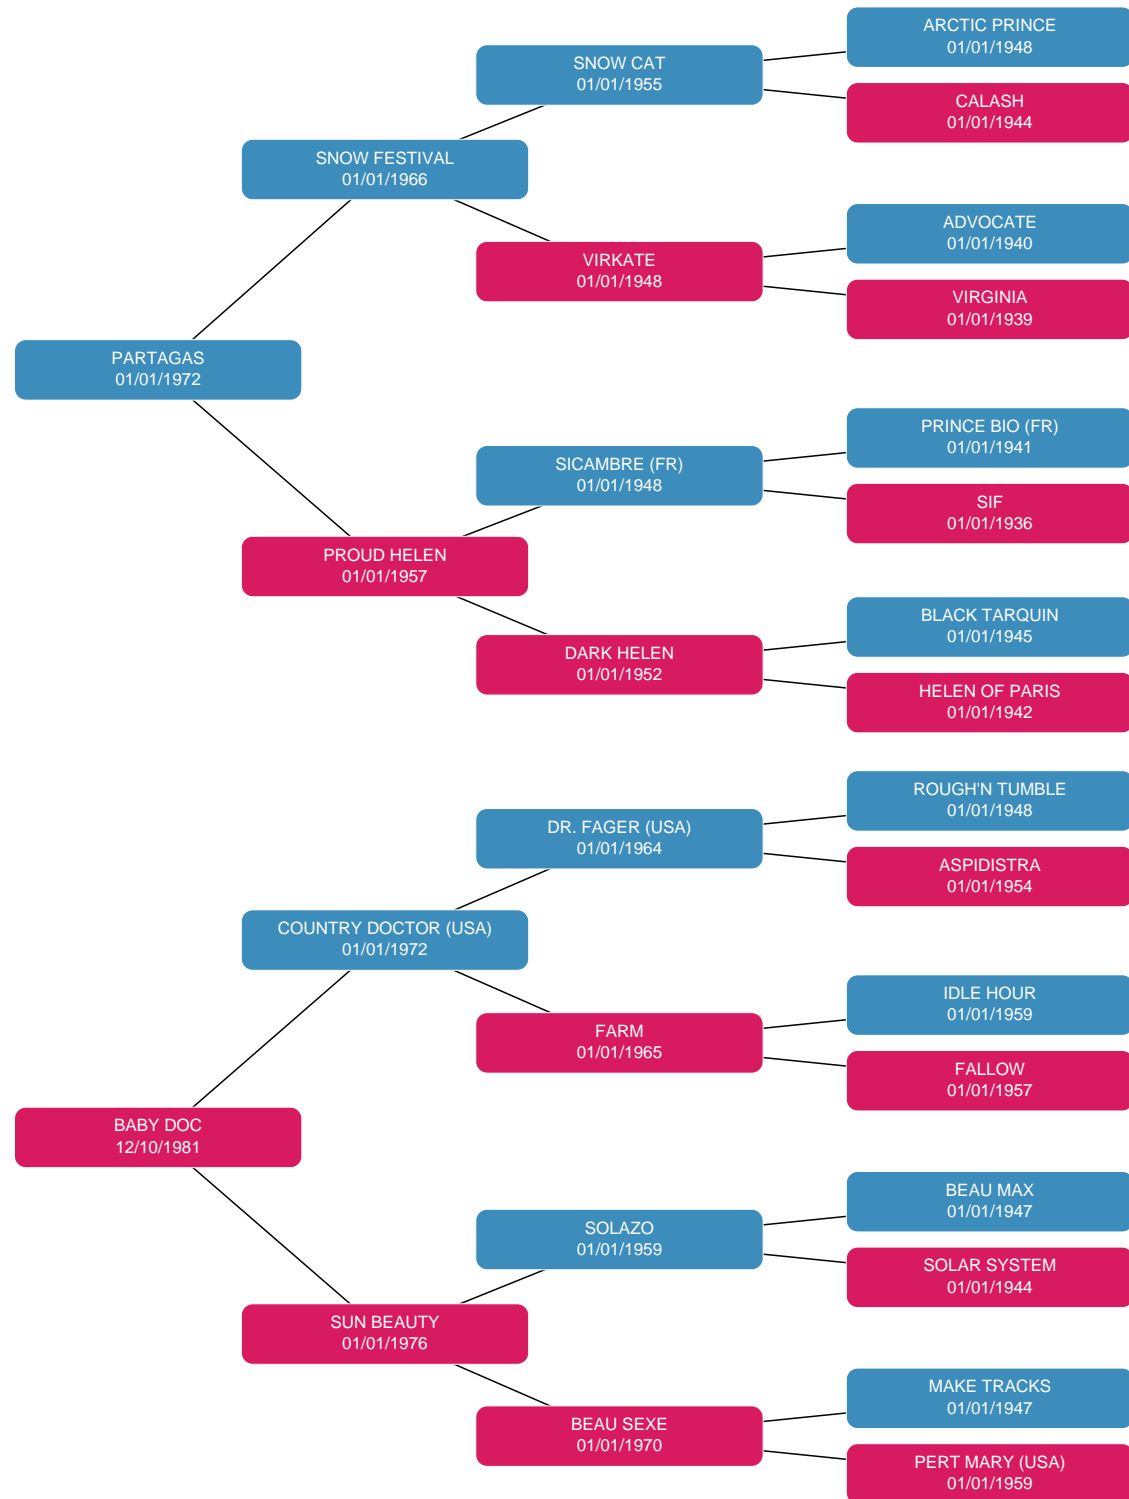 ARCTIC PRINCE
01/01/1948
SNOW CAT
01/01/1955
CALASH
01/01/1944
SNOW FESTIVAL
01/01/1966
ADVOCATE
01/01/1940
VIRKATE
01/01/1948
VIRGINIA
01/01/1939
PARTAGAS
01/01/1972
PRINCE BIO (FR)
01/01/1941
SICAMBRE (FR)
01/01/1948
SIF
01/01/1936
PROUD HELEN
01/01/1957
BLACK TARQUIN
01/01/1945
DARK HELEN
01/01/1952
HELEN OF PARIS
01/01/1942
ROUGH'N TUMBLE
01/01/1948
DR. FAGER (USA)
01/01/1964
ASPIDISTRA
01/01/1954
COUNTRY DOCTOR (USA)
01/01/1972
IDLE HOUR
01/01/1959
FARM
01/01/1965
FALLOW
01/01/1957
BABY DOC
12/10/1981
BEAU MAX
01/01/1947
SOLAZO
01/01/1959
SOLAR SYSTEM
01/01/1944
SUN BEAUTY
01/01/1976
MAKE TRACKS
01/01/1947
BEAU SEXE
01/01/1970
PERT MARY (USA)
01/01/1959